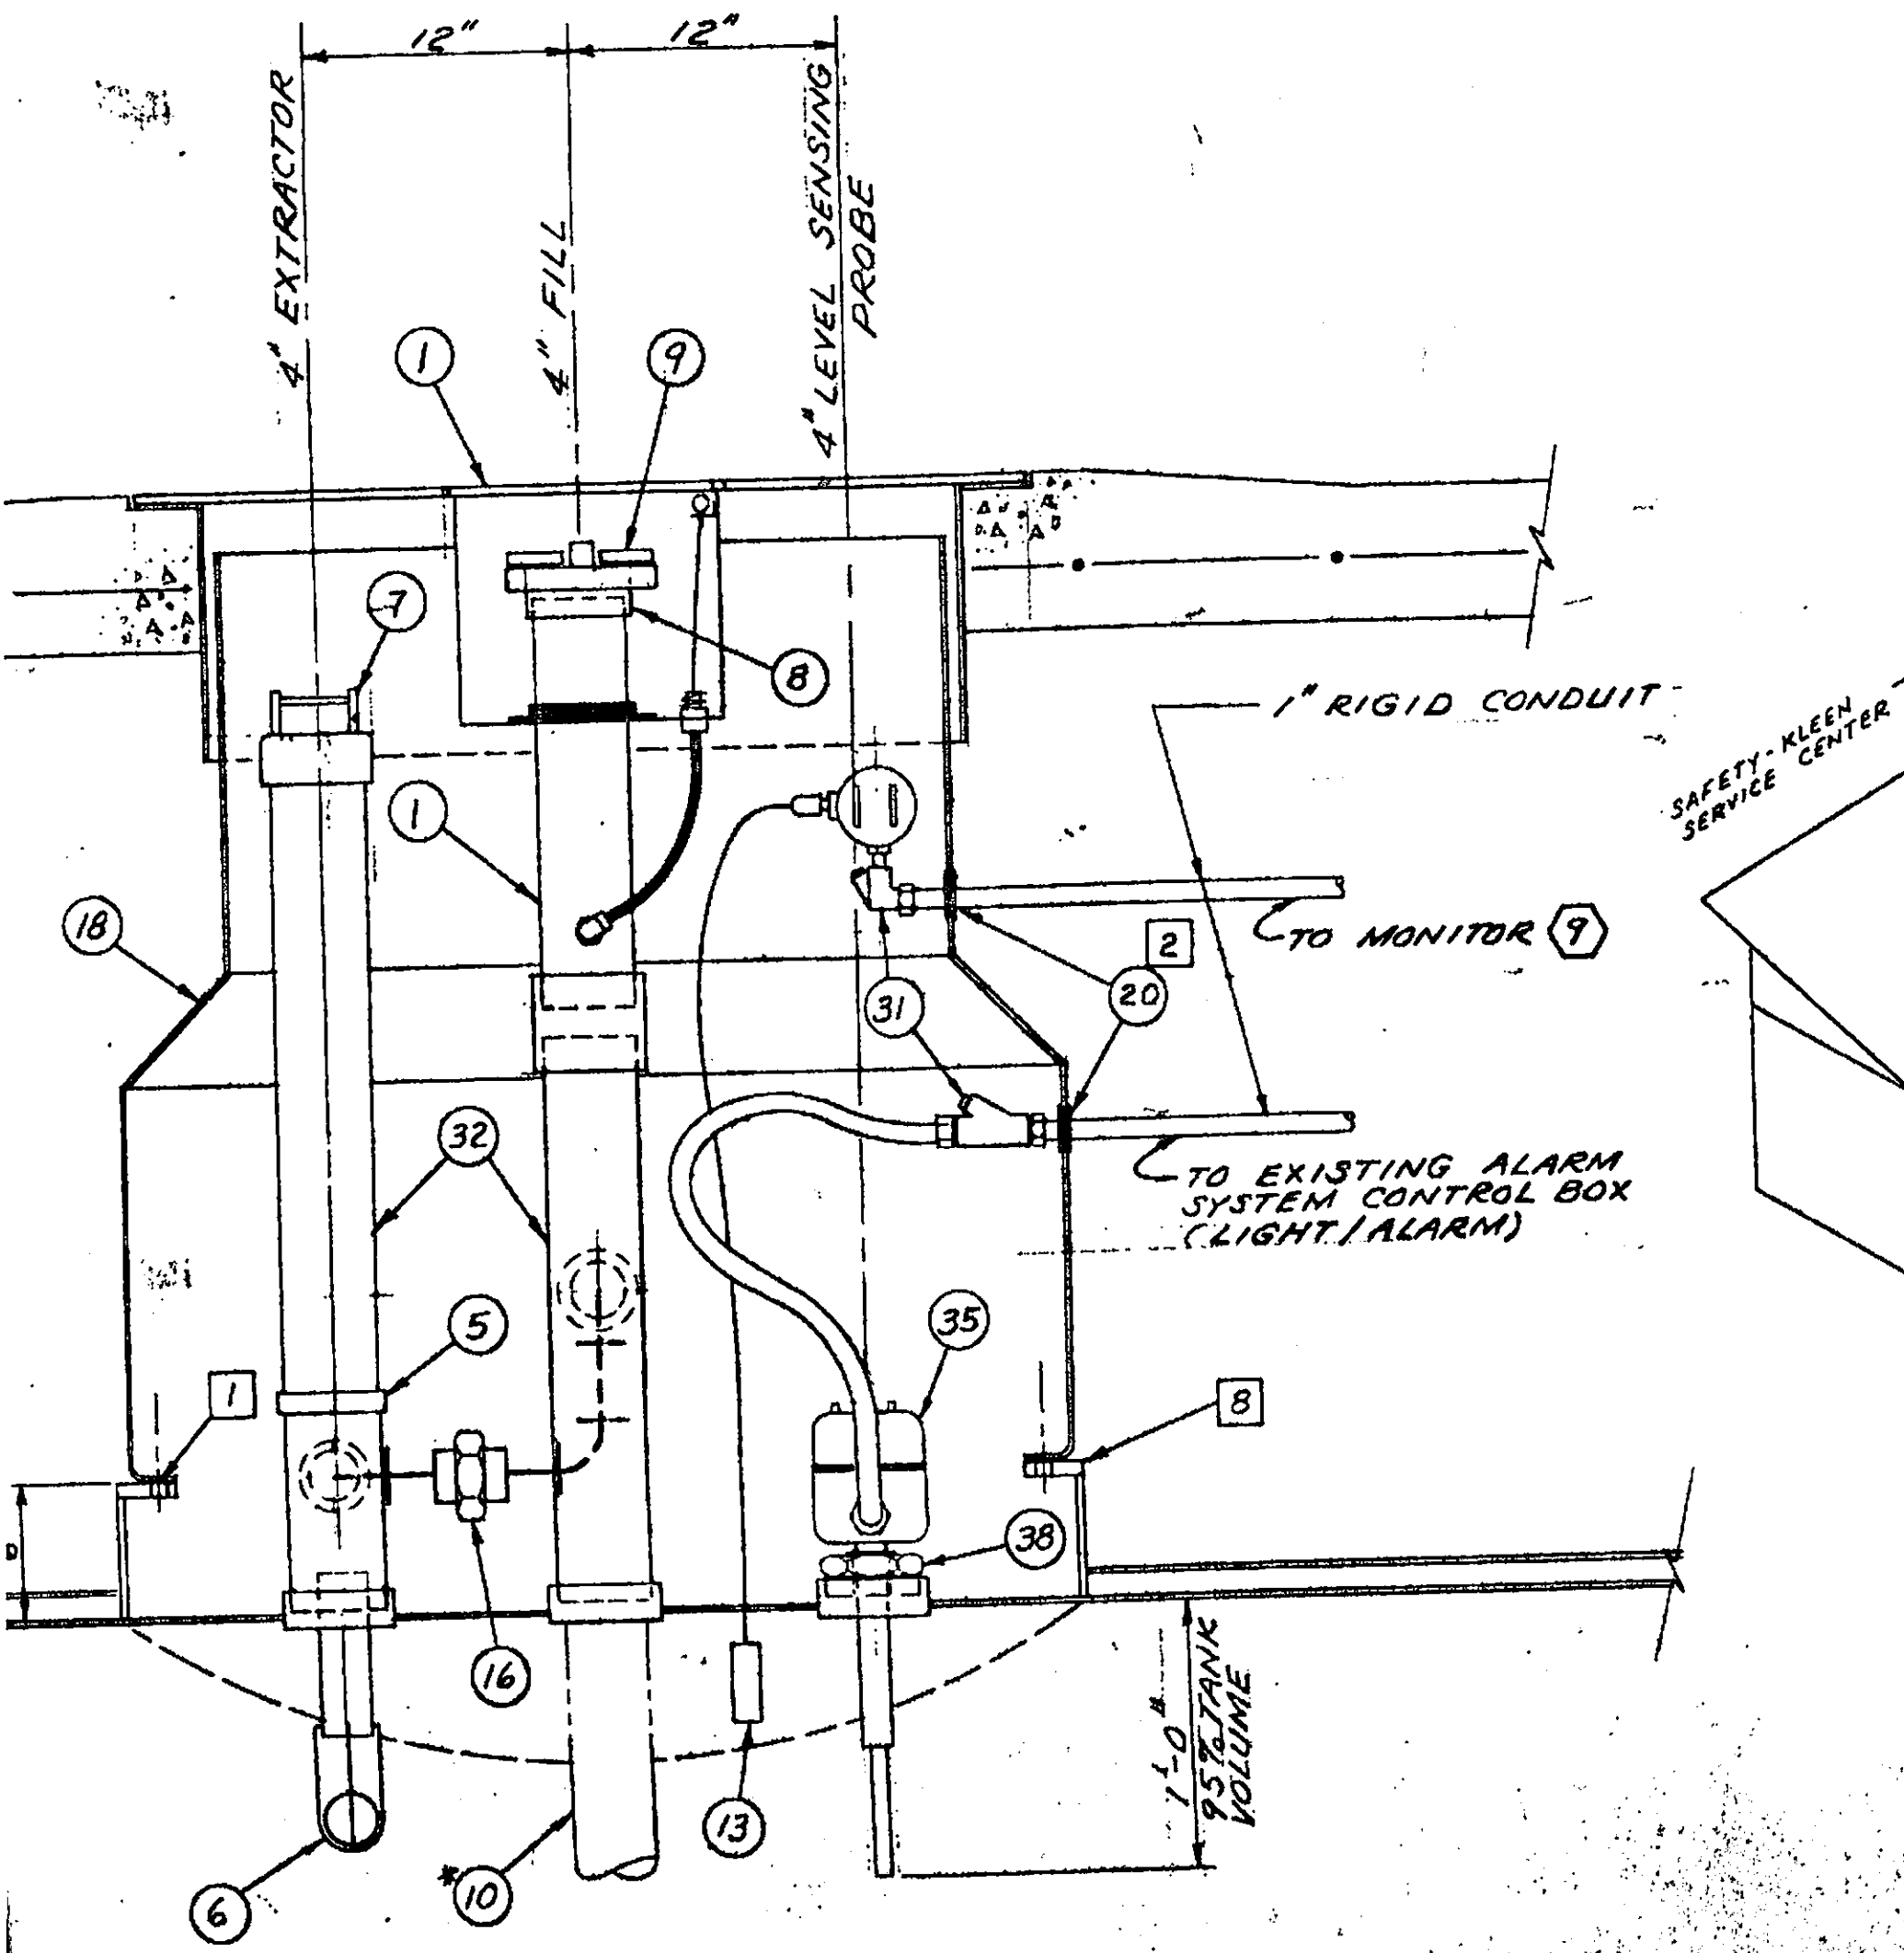 12"
12"
4" EXTRACTOR
4" FILL
4" LEVEL SENSING
PROBE
1
9
7
8
1" RIGID CONDUIT
SAFETY-KLEEN
SERVICE CENTER
1
18
2
TO MONITOR 9
31
20
32
TO EXISTING ALARM
SYSTEM CONTROL BOX
(LIGHT/ALARM)
5
35
1
8
D
38
16
1'-0"
95% TANK
VOLUME
13
6
*10